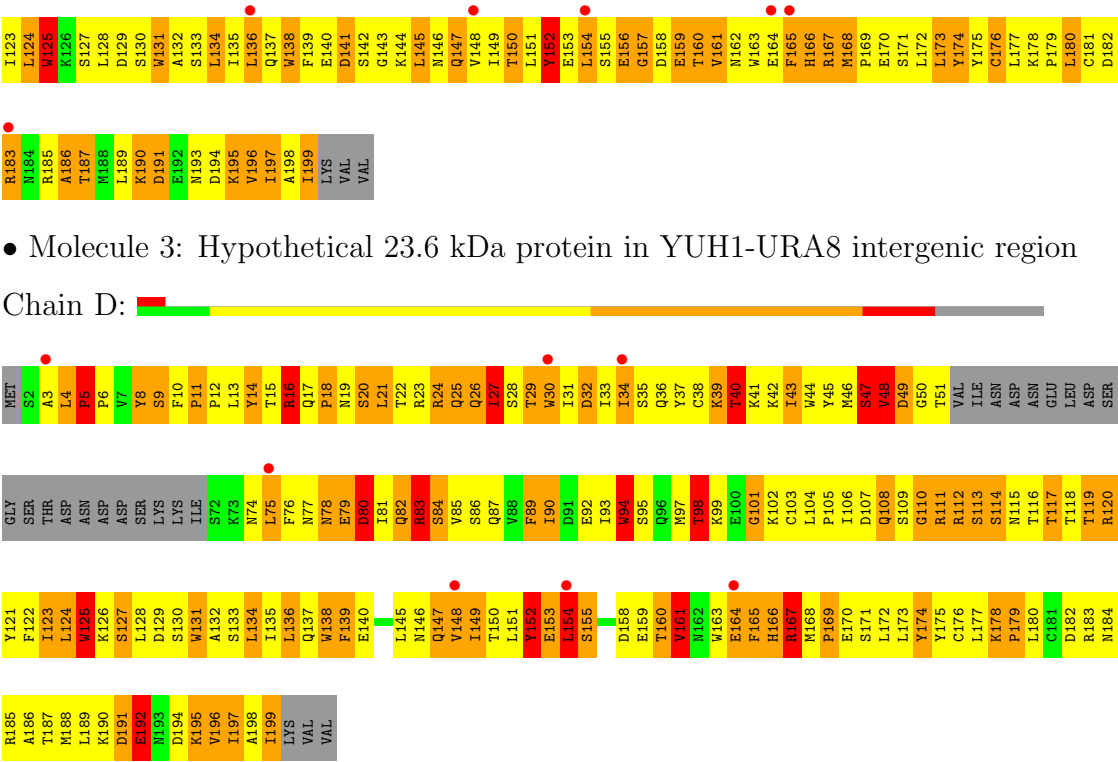 I123 L124 W125 K126 S127 L128 D129 S130 W131 A132 S133 L134 I135 L136 Q137 W138 F139 E140 D141 S142 G143 K144 L145 N146 Q147 V148 I149 T150 L151 Y152 E153 L154 S155 E156 G157 D158 E159 T160 V161 N162 W163 E164 F165 H166 R167 M168 P169 E170 S171 L172 L173 Y174 Y175 C176 L177 K178 P179 L180 C181 D182
R183 N184 R185 A186 T187 M188 L189 K190 D191 E192 N193 D194 K195 V196 I197 A198 I199 LYS VAL VAL
• Molecule 3: Hypothetical 23.6 kDa protein in YUH1-URA8 intergenic region
Chain D:
MET S2 A3 L4 P5 P6 V7 Y8 S9 F10 P11 P12 L13 Y14 T15 R16 Q17 P18 N19 S20 L21 T22 R23 R24 Q25 Q26 I27 S28 T29 W30 I31 D32 I33 I34 S35 Q36 Y37 C38 K39 T40 K41 K42 I43 W44 Y45 M46 S47 V48 D49 G50 T51 VAL ILE ASN ASP ASN GLU LEU ASP SER
GLY SER THR ASP ASN ASP ASP SER LYS LYS ILE S72 K73 N74 L75 F76 N77 N78 E79 D80 I81 Q82 R83 S84 V85 S86 Q87 V88 F89 I90 D91 E92 I93 W94 S95 Q96 M97 T98 K99 E100 G101 K102 C103 L104 P105 I106 D107 Q108 S109 G110 R111 R112 S113 S114 N115 T116 T117 T118 T119 R120
Y121 F122 I123 L124 W125 K126 S127 L128 D129 S130 W131 A132 S133 L134 I135 L136 Q137 W138 F139 E140 L145 N146 Q147 V148 I149 T150 L151 Y152 E153 L154 S155 D158 E159 T160 V161 N162 W163 E164 F165 H166 R167 M168 P169 E170 S171 L172 L173 Y174 Y175 C176 L177 K178 P179 L180 C181 D182 R183 N184
R185 A186 T187 M188 L189 K190 D191 E192 N193 D194 K195 V196 I197 A198 I199 LYS VAL VAL